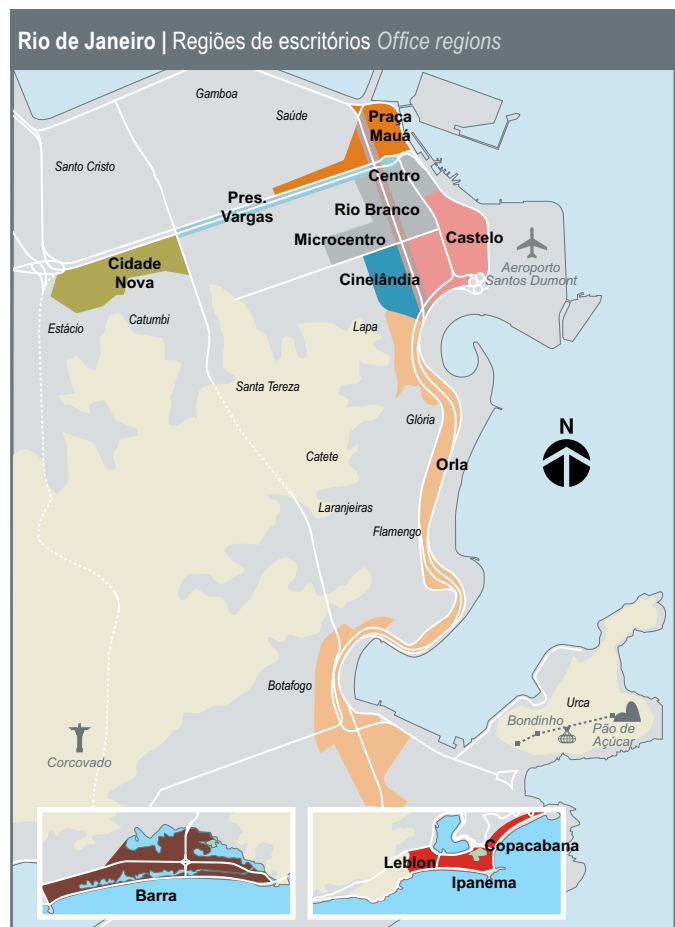 Rio de Janeiro | Regiões de escritórios Office regions
Gamboa
Saúde
Praça
Mauá
Santo Cristo
Centro
Pres.
Vargas
Rio Branco
Microcentro
Castelo
Cidade
Nova
Cinelândia
Aeroporto
Santos Dumont
Estácio
Catumbi
Lapa
Santa Tereza
Glória
N
Catete
Orla
Laranjeiras
Flamengo
Botafogo
Urca
Bondinho
Pão de
Açúcar
Corcovado
Copacabana
Leblon
Ipanema
Barra